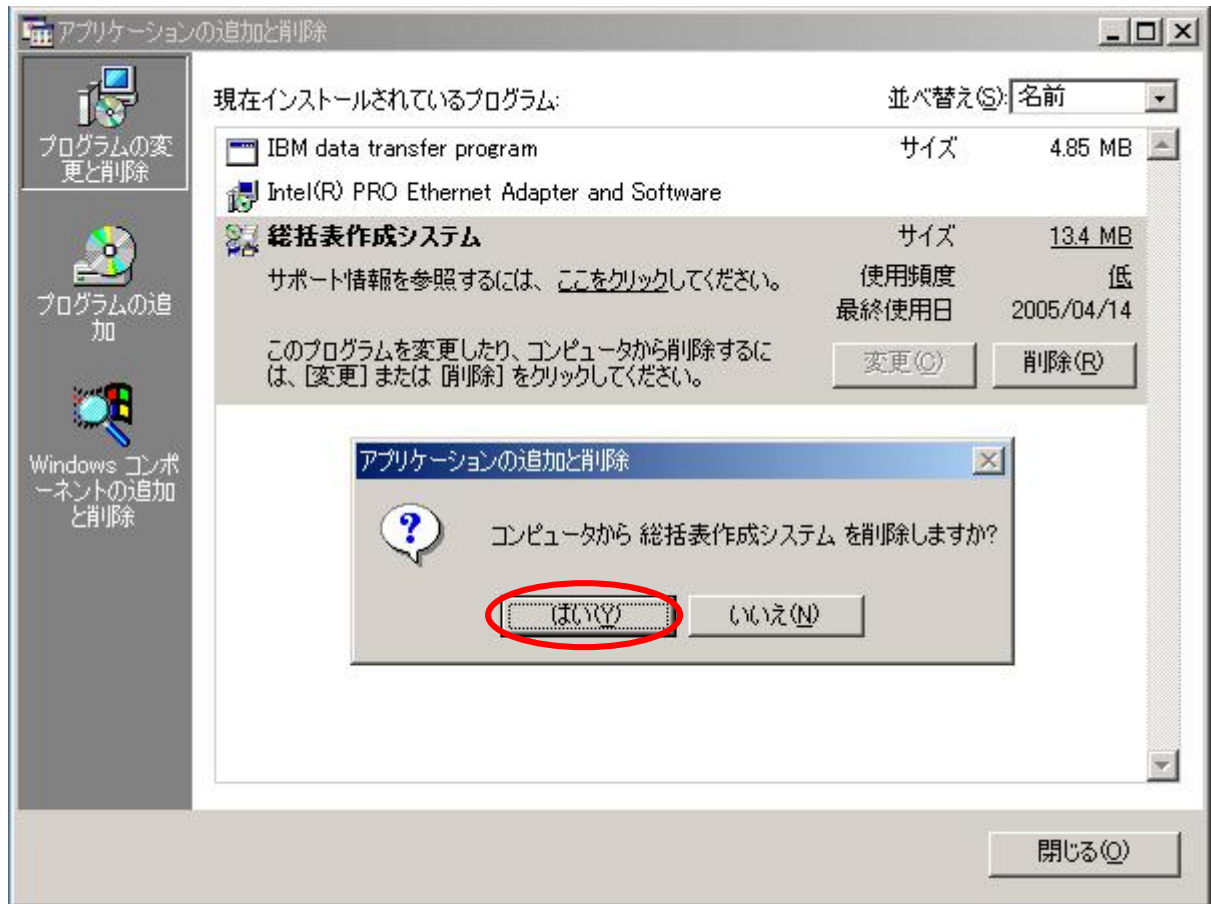 アプリケーションの追加と削除
プログラムの変
更と削除
プログラムの追
加
Windows コンポ
ーネントの追加
と削除
現在インストールされているプログラム:
並べ替え(S): 名前
IBM data transfer program サイズ 4.85 MB
Intel(R) PRO Ethernet Adapter and Software
総括表作成システム サイズ 13.4 MB
サポート情報を参照するには、ここをクリックしてください。 使用頻度 低
最終使用日 2005/04/14
このプログラムを変更したり、コンピュータから削除するに
は、[変更] または [削除] をクリックしてください。
変更(C) 削除(R)
アプリケーションの追加と削除
コンピュータから 総括表作成システム を削除しますか?
はい(Y) いいえ(N)
閉じる(O)